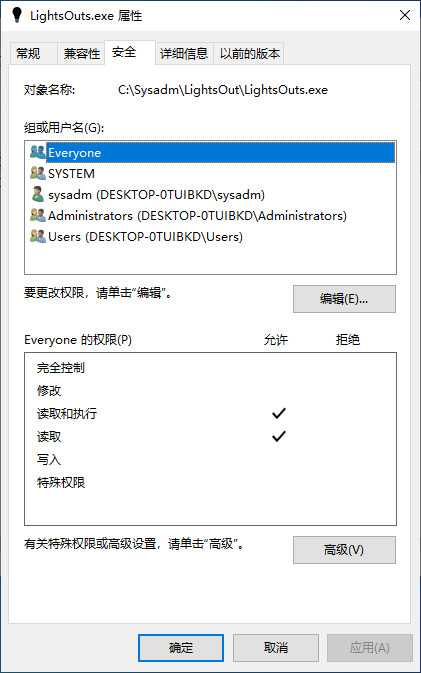 LightsOuts.exe 属性
常规 兼容性 安全 详细信息 以前的版本
对象名称: C:\Sysadm\LightsOut\LightsOuts.exe
组或用户名(G):
Everyone
SYSTEM
sysadm (DESKTOP-0TUIBKD\sysadm)
Administrators (DESKTOP-0TUIBKD\Administrators)
Users (DESKTOP-0TUIBKD\Users)
要更改权限，请单击“编辑”。 编辑(E)...
Everyone 的权限(P) 允许 拒绝
完全控制
修改
读取和执行
读取
写入
特殊权限
有关特殊权限或高级设置，请单击“高级”。 高级(V)
确定 取消 应用(A)